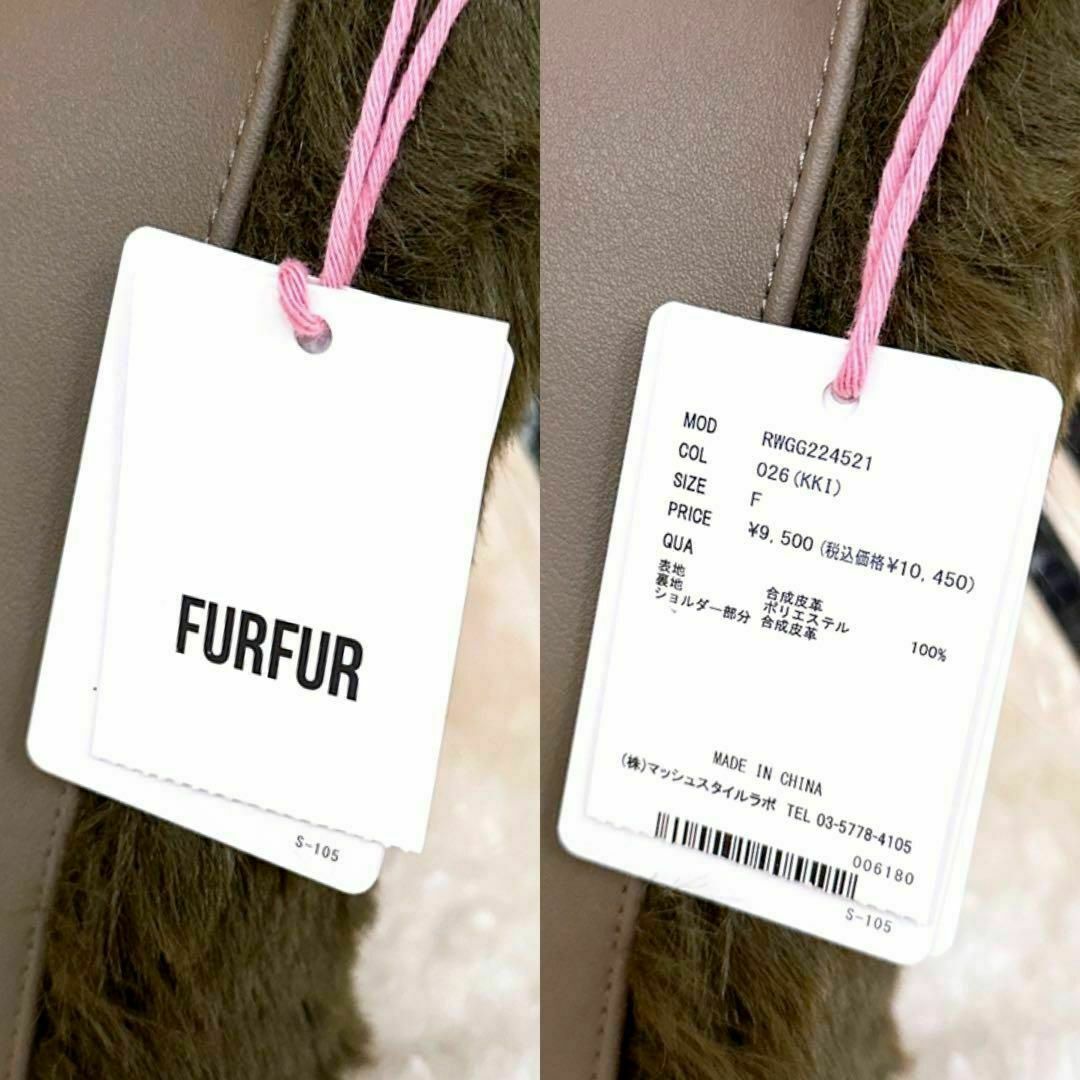 FURFUR
S-105
MOD RWGG224521
COL 026(KKI)
SIZE F
PRICE ¥9,500(税込価格¥10,450)
QUA
表地 合成皮革
裏地 ポリエステル 100%
ショルダー部分 合成皮革
MADE IN CHINA
(株)マッシュスタイルラボ TEL 03-5778-4105
006180
S-105